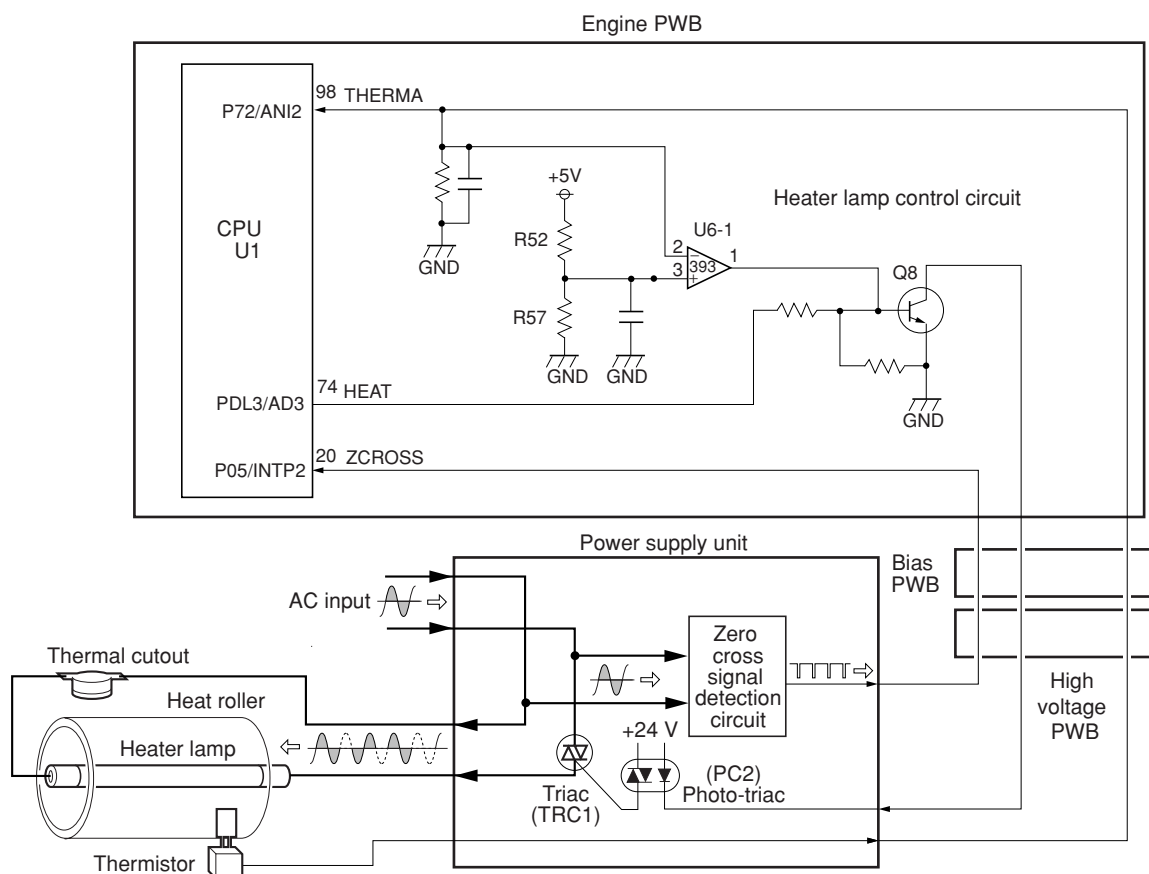 Engine PWB
98 THERMA
P72/ANI2
+5V
Heater lamp control circuit
CPU
U1
U6-1
R52
2
393
1
3
Q8
GND
R57
GND
GND
74 HEAT
PDL3/AD3
GND
20 ZCROSS
P05/INTP2
Power supply unit
Bias
PWB
AC input
Zero
cross
signal
detection
circuit
Thermal cutout
Heat roller
High
voltage
PWB
+24 V
Heater lamp
(PC2)
Photo-triac
Triac
(TRC1)
Thermistor